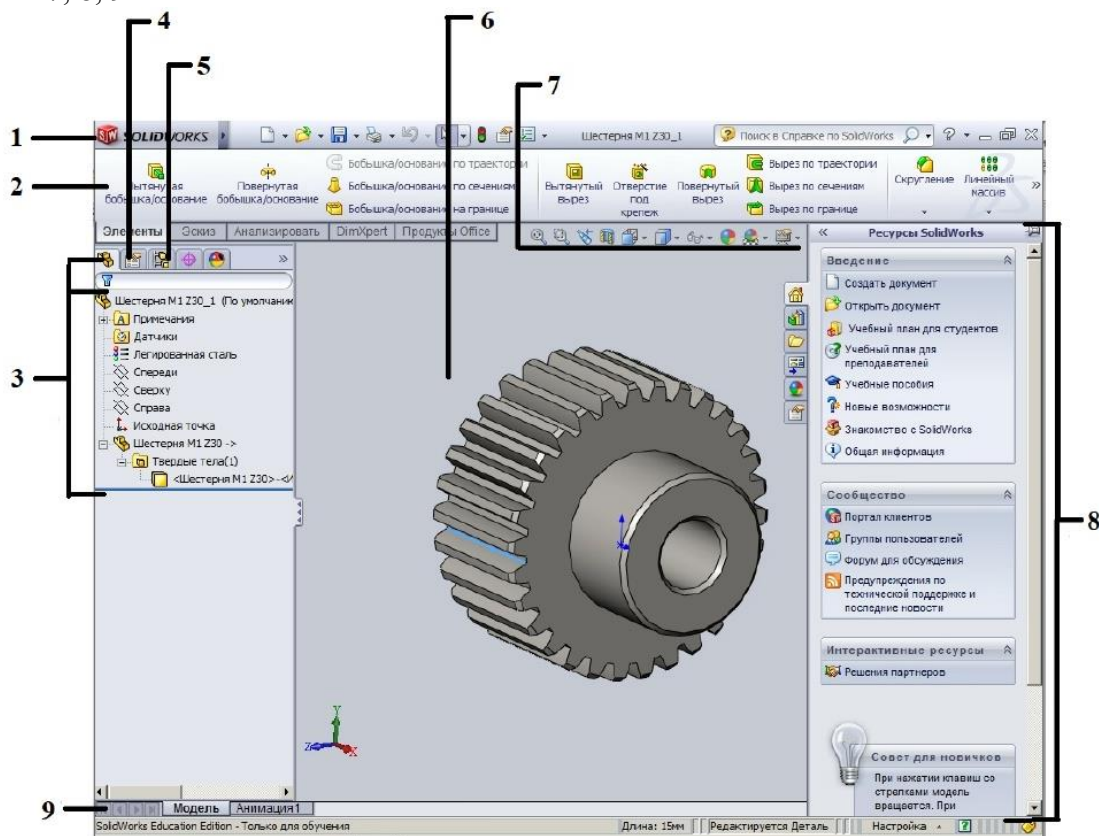 4
6
5
7
1
SOLIDWORKS
Шестерня M1 Z30_1
Поиск в Справке по SolidWorks
2
Вытянутая бобышка/основание
Повернутая бобышка/основание
Бобышка/основание по траектории
Бобышка/основание по сечениям
Бобышка/основание на границе
Вытянутый вырез
Отверстие под крепеж
Повернутый вырез
Вырез по траектории
Вырез по сечениям
Вырез по границе
Скругление
Линейный массив
Элементы Эскиз Анализировать DimXpert Продукты Office
3
Шестерня M1 Z30_1 (По умолчани
Примечания
Датчики
Легированная сталь
Спереди
Сверху
Справа
Исходная точка
Шестерня M1 Z30 ->
Твердые тела(1)
<Шестерня M1 Z30>-<
Y
Z
X
Ресурсы SolidWorks
Введение
Создать документ
Открыть документ
Учебный план для студентов
Учебный план для
преподавателей
Учебные пособия
Новые возможности
Знакомство с SolidWorks
Общая информация
Сообщество
Портал клиентов
Группы пользователей
Форум для обсуждения
Предупреждения по
технической поддержке и
последние новости
Интерактивные ресурсы
Решения партнеров
Совет для новичков
При нажатии клавиш со
стрелками модель
вращается. При
8
9
Модель Анимация1
SolidWorks Education Edition - Только для обучения
Длина: 15мм
Редактируется Деталь
Настройка